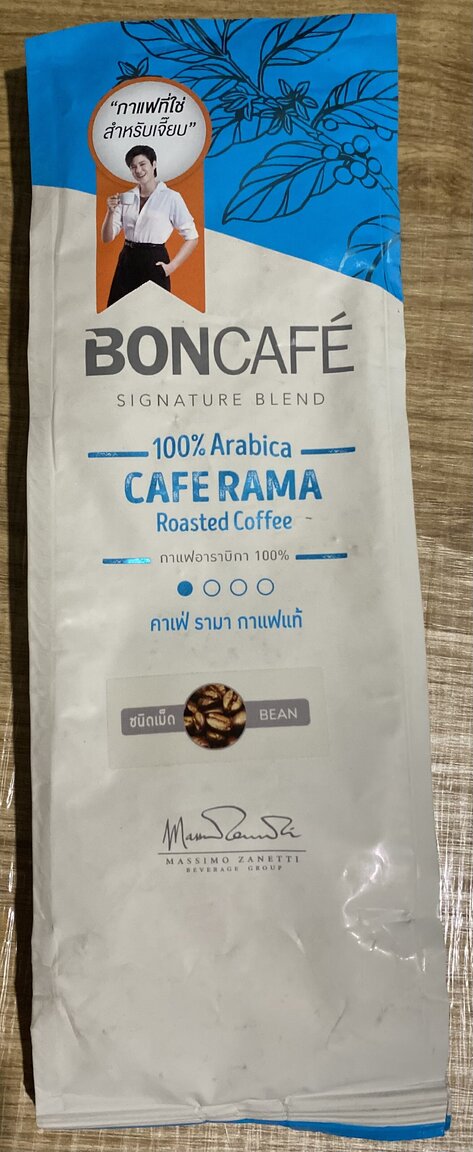 “กาแฟที่ใช่
สำหรับเจี๊ยบ”
BONCAFÉ
SIGNATURE BLEND
100% Arabica
CAFE RAMA
Roasted Coffee
กาแฟอาราบิกา 100%
คาเฟ่ รามา กาแฟแท้
ชนิดเม็ด BEAN
MASSIMO ZANETTI
BEVERAGE GROUP